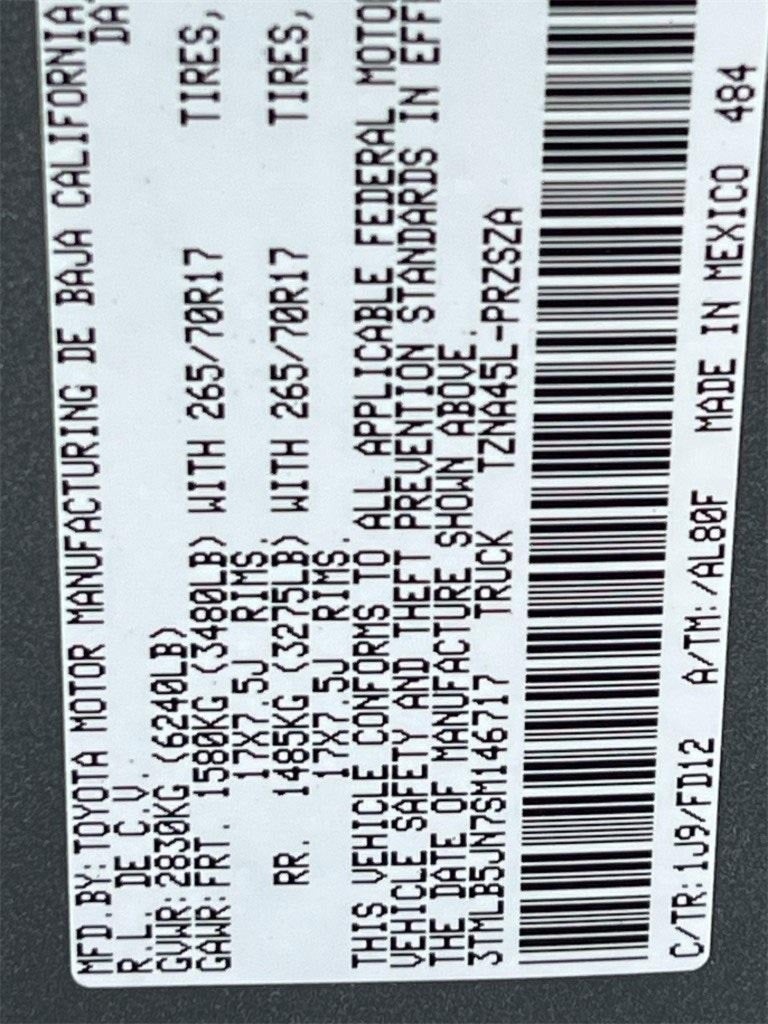 MFD.BY:TOYOTA MOTOR MANUFACTURING DE BAJA CALIFORNIA
R.L. DE C.V. DA
GVWR:2830KG (6240LB)
GAWR:FRT. 1580KG (3480LB) WITH 265/70R17 TIRES,
17X7.5J RIMS.
RR. 1485KG (3275LB) WITH 265/70R17 TIRES,
17X7.5J RIMS.
THIS VEHICLE CONFORMS TO ALL APPLICABLE FEDERAL MOTO
VEHICLE SAFETY AND THEFT PREVENTION STANDARDS IN EFF
THE DATE OF MANUFACTURE SHOWN ABOVE.
3TMLB5JN7SM146717 TRUCK TZNA45L-PRZSZA
C/TR:1J9/FD12 A/TM:/AL80F MADE IN MEXICO 484